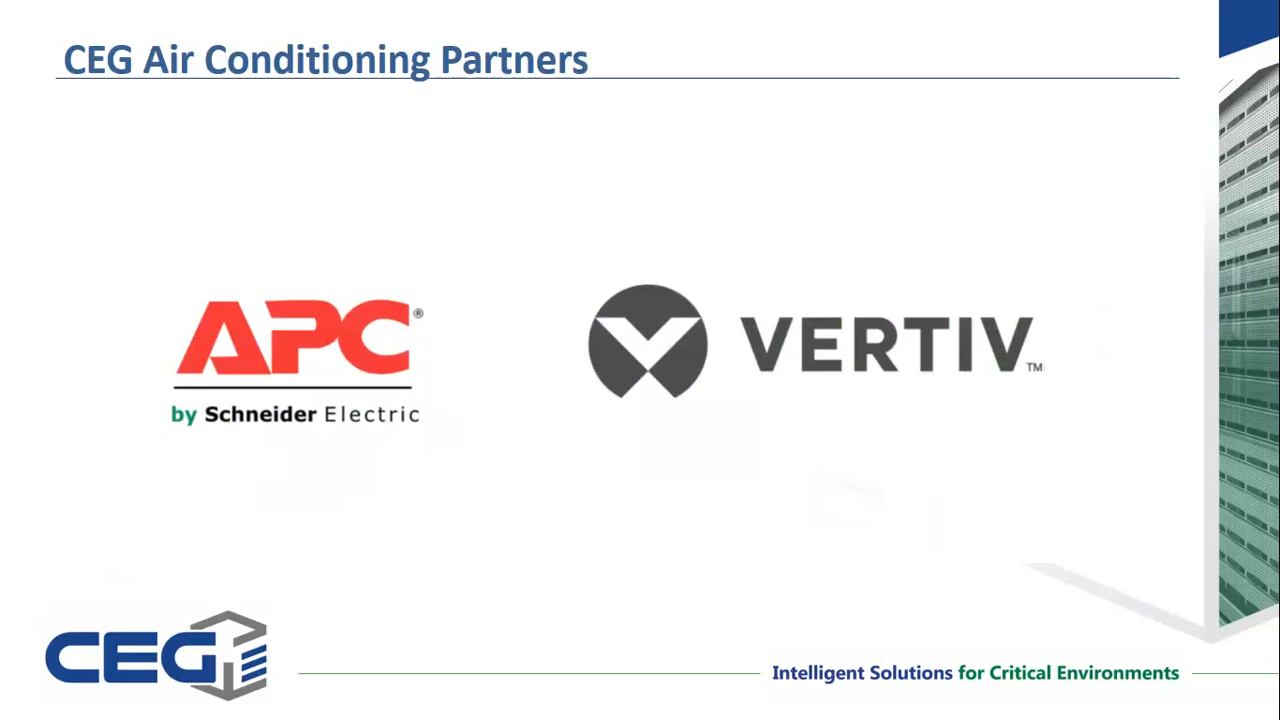 CEG Air Conditioning Partners
APC®
by Schneider Electric
VERTIV™
CEG
Intelligent Solutions for Critical Environments